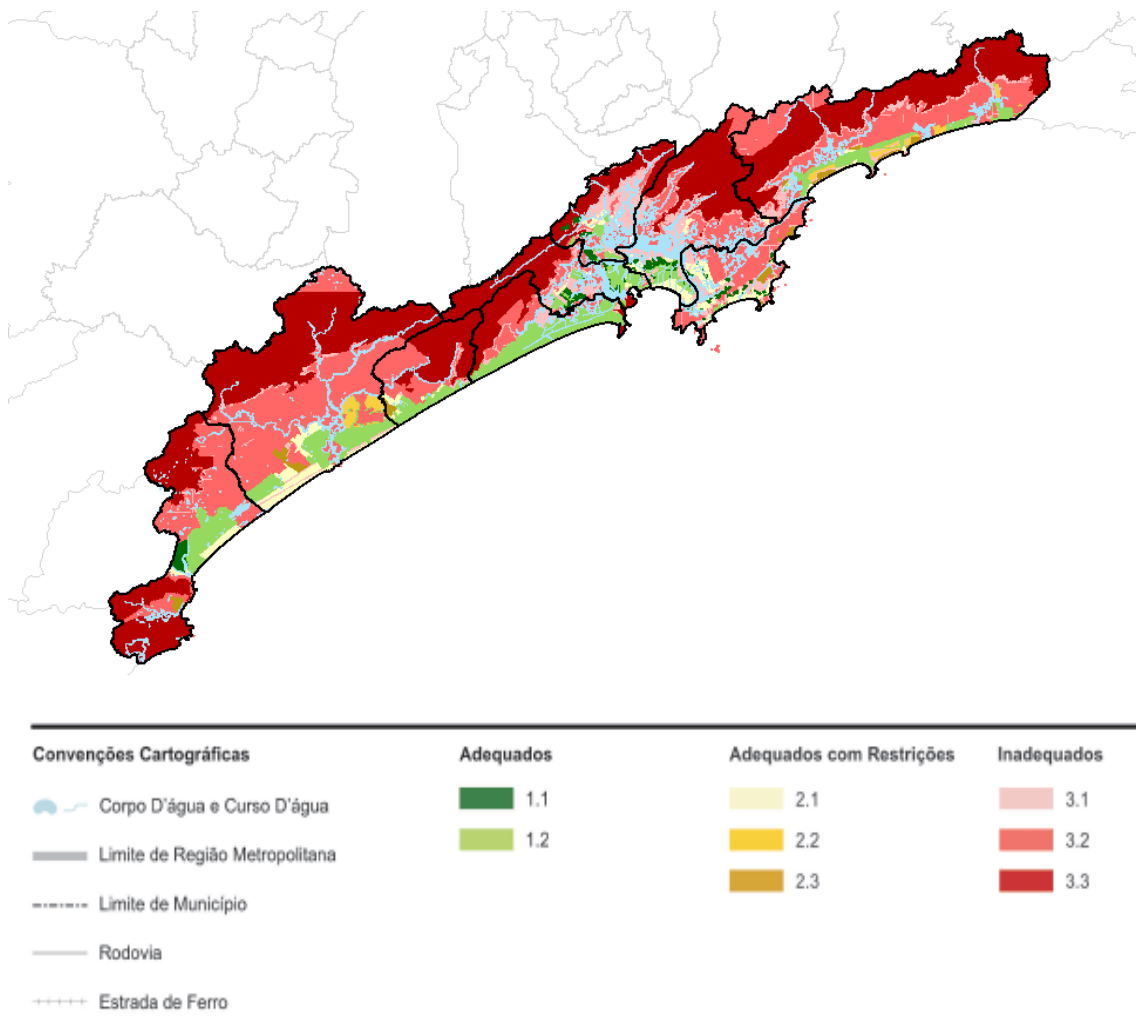 Convenções Cartográficas
Corpo D'água e Curso D'água
Limite de Região Metropolitana
Limite de Município
Rodovia
Estrada de Ferro
Adequados
1.1
1.2
Adequados com Restrições
2.1
2.2
2.3
Inadequados
3.1
3.2
3.3